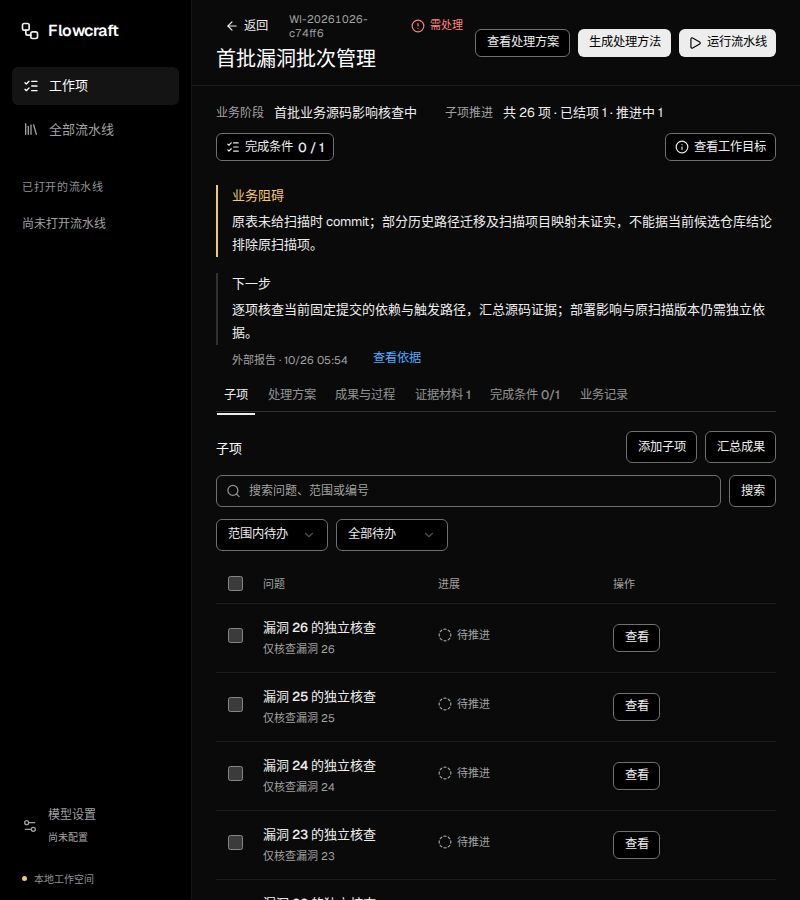 Flowcraft
工作项
全部流水线
已打开的流水线
尚未打开流水线
模型设置
尚未配置
本地工作空间
返回
WI-20261026-
c74ff6
需处理
首批漏洞批次管理
查看处理方案
生成处理方法
运行流水线
业务阶段 首批业务源码影响核查中 子项推进 共 26 项 · 已结项 1 · 推进中 1
完成条件 0 / 1
查看工作目标
业务阻碍
原表未给扫描时 commit；部分历史路径迁移及扫描项目映射未证实，不能据当前候选仓库结论
排除原扫描项。
下一步
逐项核查当前固定提交的依赖与触发路径，汇总源码证据；部署影响与原扫描版本仍需独立依
据。
外部报告 · 10/26 05:54 查看依据
子项 处理方案 成果与过程 证据材料 1 完成条件 0/1 业务记录
子项
添加子项
汇总成果
搜索问题、范围或编号
搜索
范围内待办
全部待办
问题 进展 操作
漏洞 26 的独立核查
仅核查漏洞 26
待推进
查看
漏洞 25 的独立核查
仅核查漏洞 25
待推进
查看
漏洞 24 的独立核查
仅核查漏洞 24
待推进
查看
漏洞 23 的独立核查
仅核查漏洞 23
待推进
查看